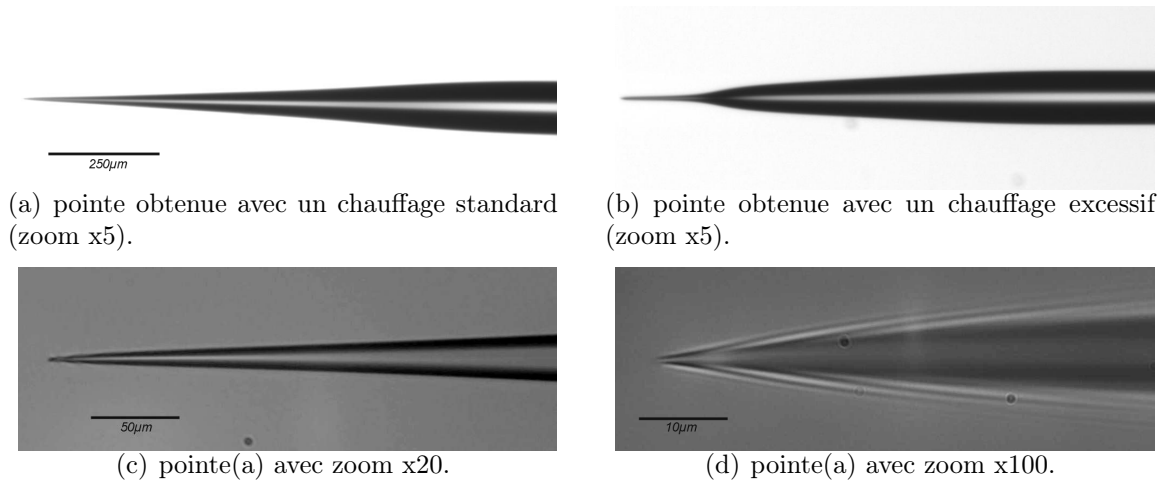 250µm
(a) pointe obtenue avec un chauffage standard
(zoom x5).
(b) pointe obtenue avec un chauffage excessif
(zoom x5).
50µm
(c) pointe(a) avec zoom x20.
10µm
(d) pointe(a) avec zoom x100.